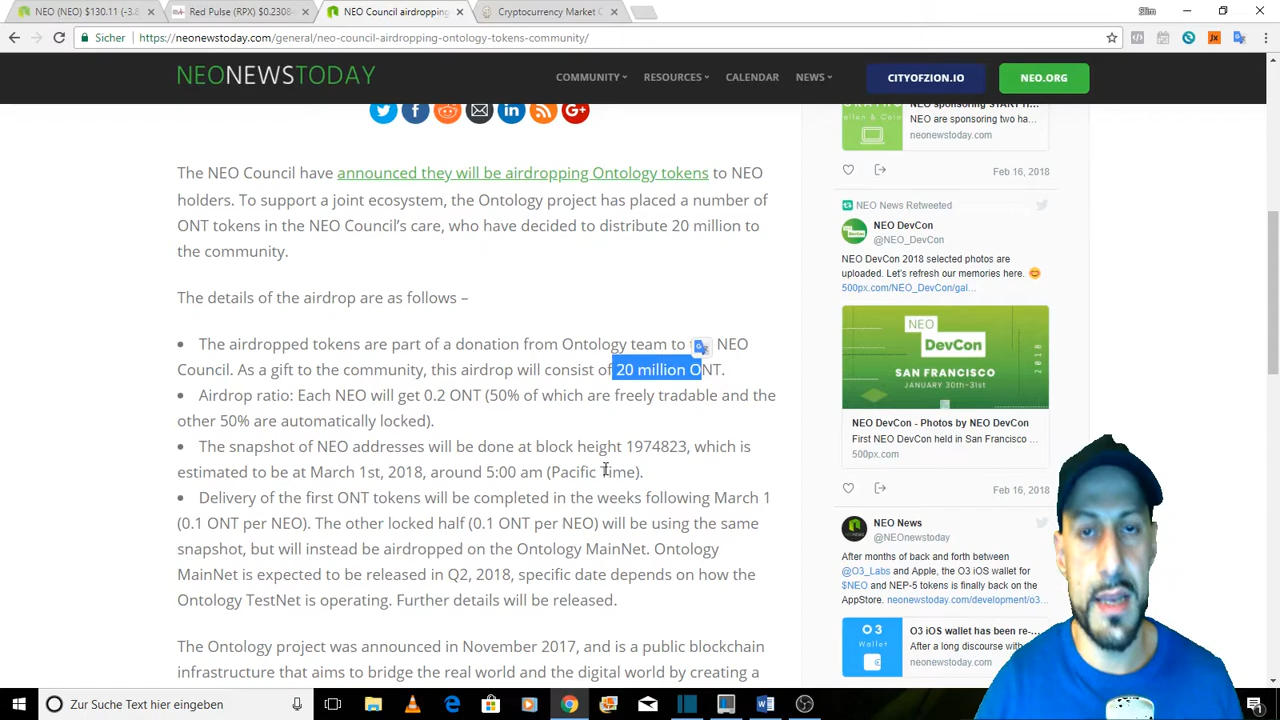 NEO (NEO) $130.11 (-3.8
Red Pulse (RPX) $0.2308
NEO Council airdropping
Cryptocurrency Market C
Slim
Sicher
https://neonewstoday.com/general/neo-council-airdropping-ontology-tokens-community/
NEONEWSTODAY
COMMUNITY
RESOURCES
CALENDAR
NEWS
CITYOFZION.IO
NEO.ORG
The NEO Council have announced they will be airdropping Ontology tokens to NEO
holders. To support a joint ecosystem, the Ontology project has placed a number of
ONT tokens in the NEO Council's care, who have decided to distribute 20 million to
the community.
The details of the airdrop are as follows –
• The airdropped tokens are part of a donation from Ontology team to NEO
Council. As a gift to the community, this airdrop will consist of 20 million ONT.
• Airdrop ratio: Each NEO will get 0.2 ONT (50% of which are freely tradable and the
other 50% are automatically locked).
• The snapshot of NEO addresses will be done at block height 1974823, which is
estimated to be at March 1st, 2018, around 5:00 am (Pacific Time).
• Delivery of the first ONT tokens will be completed in the weeks following March 1
(0.1 ONT per NEO). The other locked half (0.1 ONT per NEO) will be using the same
snapshot, but will instead be airdropped on the Ontology MainNet. Ontology
MainNet is expected to be released in Q2, 2018, specific date depends on how the
Ontology TestNet is operating. Further details will be released.
The Ontology project was announced in November 2017, and is a public blockchain
infrastructure that aims to bridge the real world and the digital world by creating a
NEO sponsoring START H...
NEO are sponsoring two ha...
neonewstoday.com
Feb 16, 2018
NEO News Retweeted
NEO DevCon
@NEO_DevCon
NEO DevCon 2018 selected photos are
uploaded. Let's refresh our memories here.
500px.com/NEO_DevCon/gal...
NEO
DevCon
2018
SAN FRANCISCO
JANUARY 30TH-31ST
NEO DevCon - Photos by NEO DevCon
First NEO DevCon held in San Francisco ...
500px.com
Feb 16, 2018
NEO News
@NEOnewstoday
After months of back and forth between
@O3_Labs and Apple, the O3 iOS wallet for
$NEO and NEP-5 tokens is finally back on the
AppStore. neonewstoday.com/development/o3...
O3
Wallet
O3 iOS wallet has been re-...
After a long discourse with
neonewstoday.com
Zur Suche Text hier eingeben